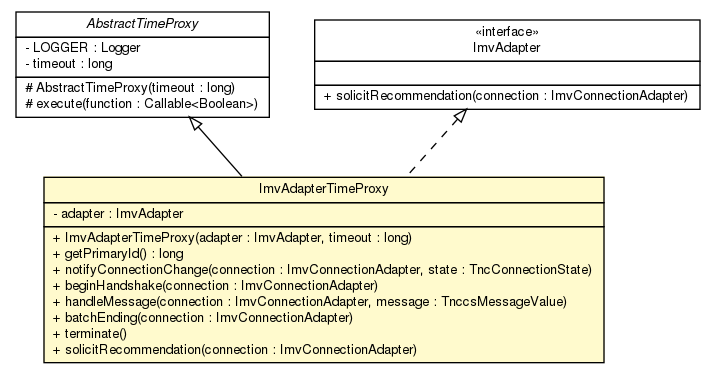 AbstractTimeProxy
- LOGGER : Logger
- timeout : long
# AbstractTimeProxy(timeout : long)
# execute(function : Callable<Boolean>)
«interface»
ImvAdapter
+ solicitRecommendation(connection : ImvConnectionAdapter)
ImvAdapterTimeProxy
- adapter : ImvAdapter
+ ImvAdapterTimeProxy(adapter : ImvAdapter, timeout : long)
+ getPrimaryId() : long
+ notifyConnectionChange(connection : ImvConnectionAdapter, state : TncConnectionState)
+ beginHandshake(connection : ImvConnectionAdapter)
+ handleMessage(connection : ImvConnectionAdapter, message : TnccsMessageValue)
+ batchEnding(connection : ImvConnectionAdapter)
+ terminate()
+ solicitRecommendation(connection : ImvConnectionAdapter)